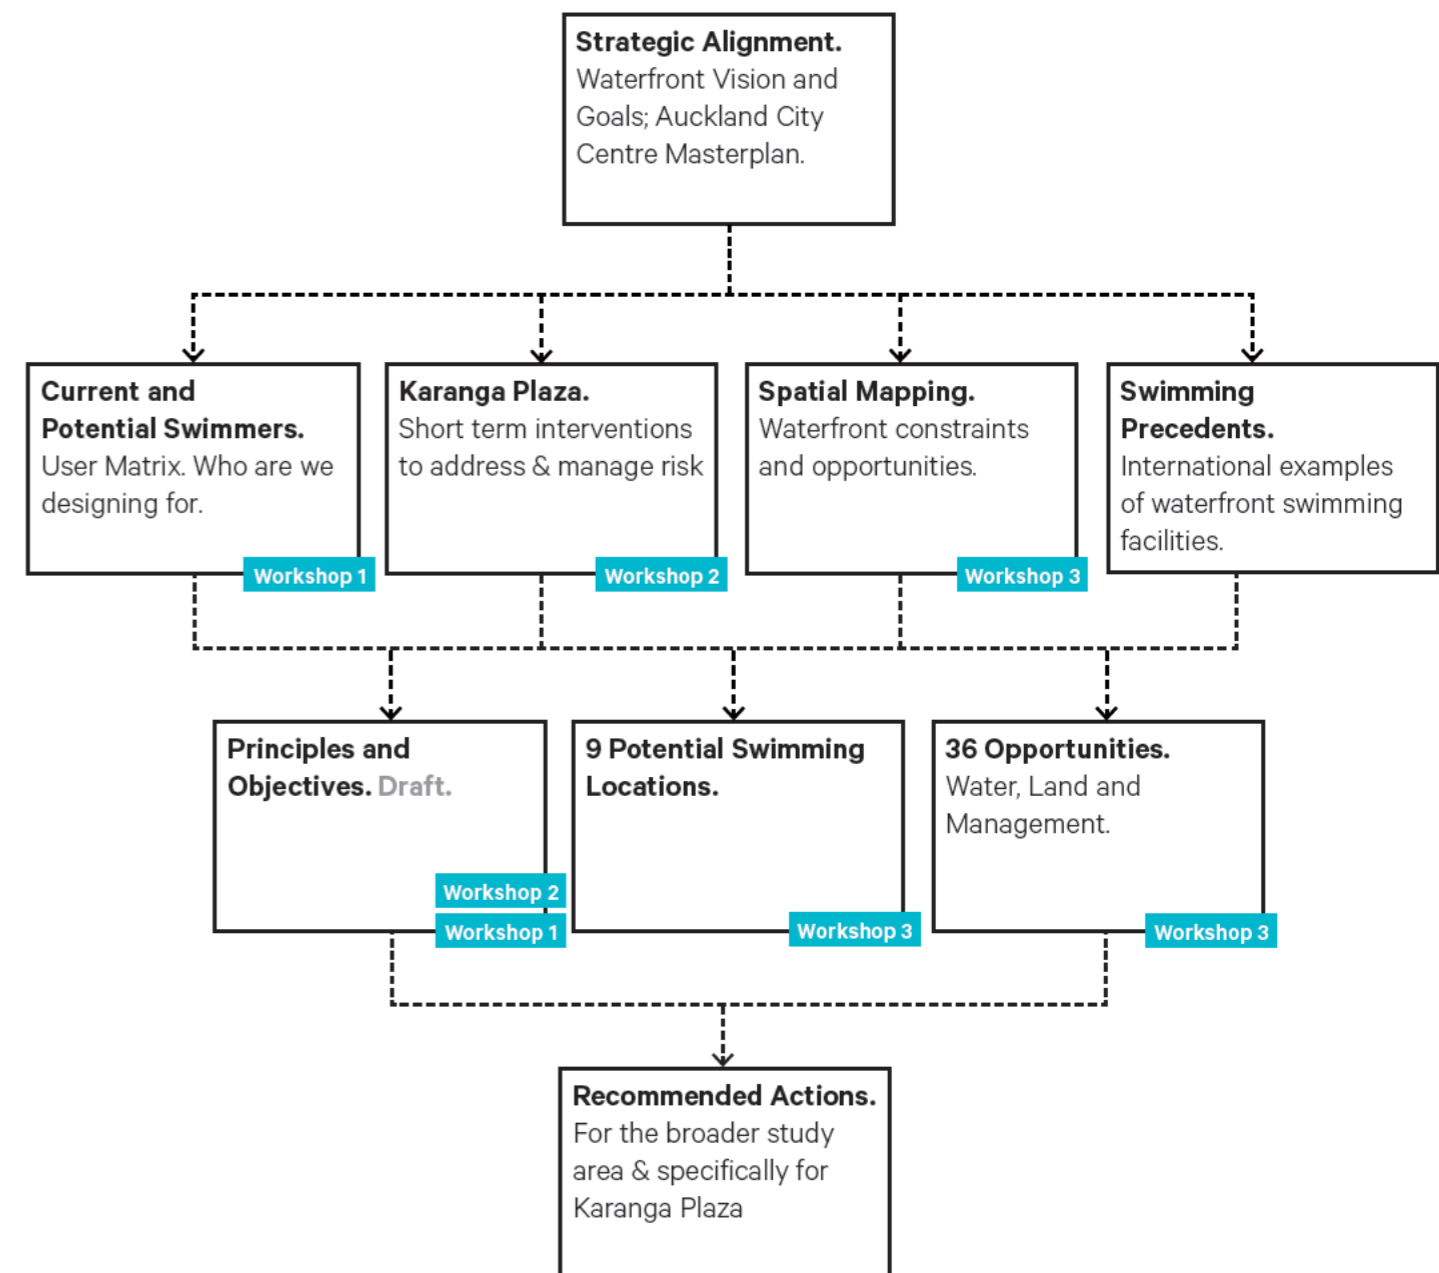 Strategic Alignment.
Waterfront Vision and
Goals; Auckland City
Centre Masterplan.
Current and
Potential Swimmers.
User Matrix. Who are we
designing for.
Workshop 1
Karanga Plaza.
Short term interventions
to address & manage risk
Workshop 2
Spatial Mapping.
Waterfront constraints
and opportunities.
Workshop 3
Swimming
Precedents.
International examples
of waterfront swimming
facilities.
Principles and
Objectives. Draft.
Workshop 2
Workshop 1
9 Potential Swimming
Locations.
Workshop 3
36 Opportunities.
Water, Land and
Management.
Workshop 3
Recommended Actions.
For the broader study
area & specifically for
Karanga Plaza